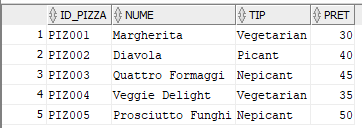 ID_PIZZA NUME TIP PRET
1 PIZ001 Margherita Vegetarian 30
2 PIZ002 Diavola Picant 40
3 PIZ003 Quattro Formaggi Nepicant 45
4 PIZ004 Veggie Delight Vegetarian 35
5 PIZ005 Prosciutto Funghi Nepicant 50